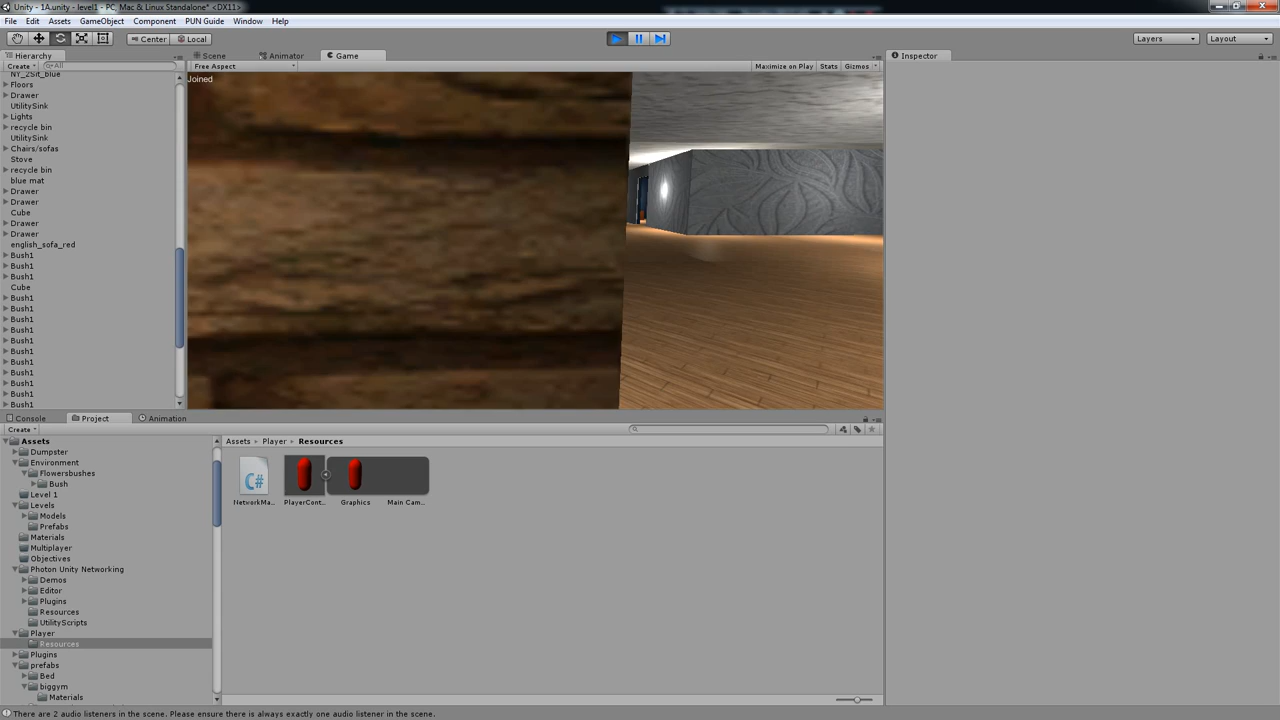 Unity - 1A.unity - level1 - PC, Mac & Linux Standalone* <DX11>
File Edit Assets GameObject Component PUN Guide Window Help
Center Local Layers Layout
Hierarchy Scene Animator Game Inspector
Create All Free Aspect Maximize on Play Stats Gizmos
Joined
NY_2Sit_blue
Floors
Drawer
UtilitySink
Lights
recycle bin
UtilitySink
Chairs/sofas
Stove
recycle bin
blue mat
Drawer
Drawer
Cube
Drawer
Drawer
english_sofa_red
Bush1
Bush1
Bush1
Cube
Bush1
Bush1
Bush1
Bush1
Bush1
Bush1
Bush1
Bush1
Bush1
Bush1
Bush1
Console Project Animation
Create
Assets
Dumpster
Environment
Flowersbushes
Bush
Level 1
Levels
Models
Prefabs
Materials
Multiplayer
Objectives
Photon Unity Networking
Demos
Editor
Plugins
Resources
UtilityScripts
Player
Resources
Plugins
prefabs
Bed
biggym
Materials
Assets Player Resources
C#
NetworkMa... PlayerCont... Graphics Main Cam...
There are 2 audio listeners in the scene. Please ensure there is always exactly one audio listener in the scene.